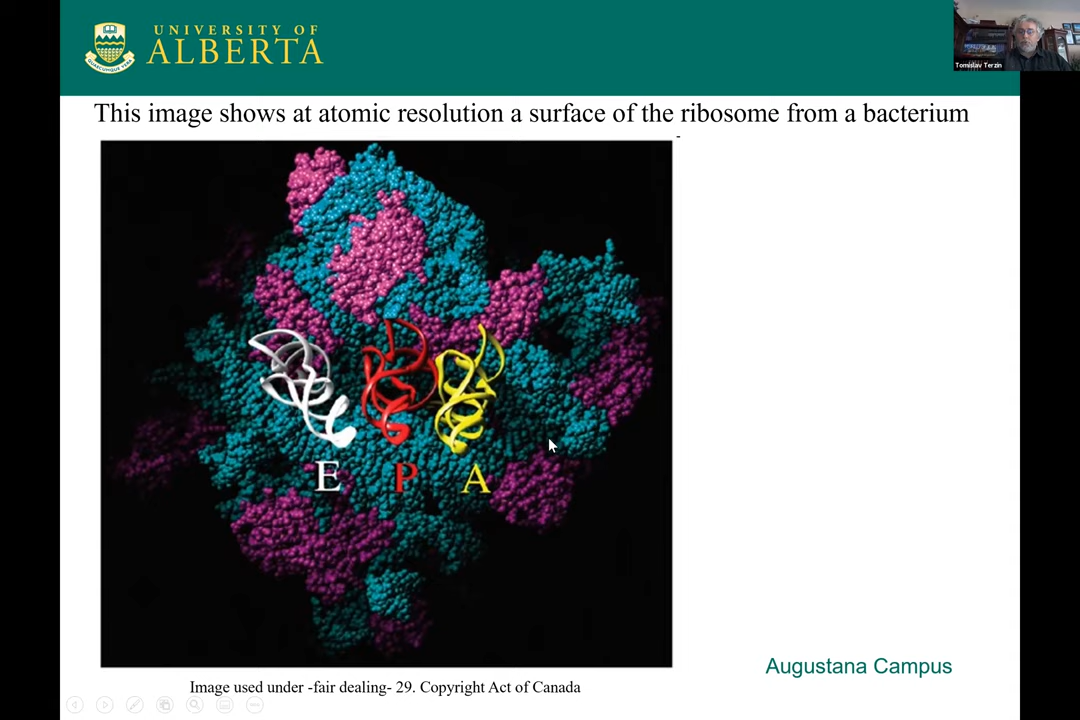 UNIVERSITY OF
ALBERTA
Tomislav Terzin
This image shows at atomic resolution a surface of the ribosome from a bacterium
-
E P A
Augustana Campus
Image used under -fair dealing- 29. Copyright Act of Canada